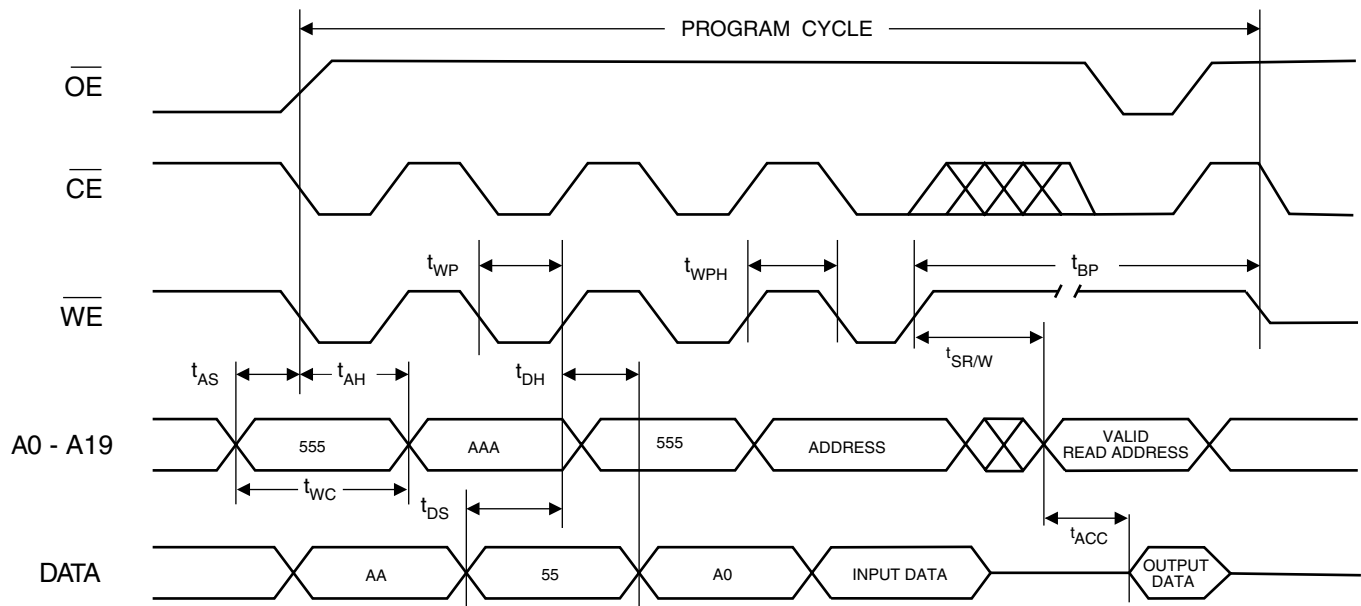 PROGRAM CYCLE
OE
CE
tWP
tWPH
tBP
WE
tSR/W
tAS
tAH
tDH
A0 - A19
555
AAA
555
ADDRESS
VALID
READ ADDRESS
tWC
tDS
tACC
DATA
AA
55
A0
INPUT DATA
OUTPUT
DATA